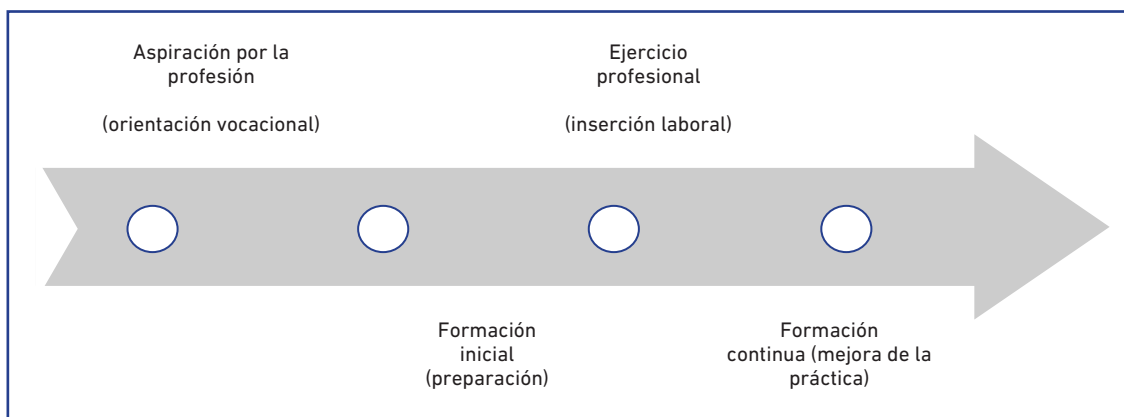 Aspiración por la
profesión
(orientación vocacional)
Ejercicio
profesional
(inserción laboral)
Formación
inicial
(preparación)
Formación
continua (mejora de la
práctica)